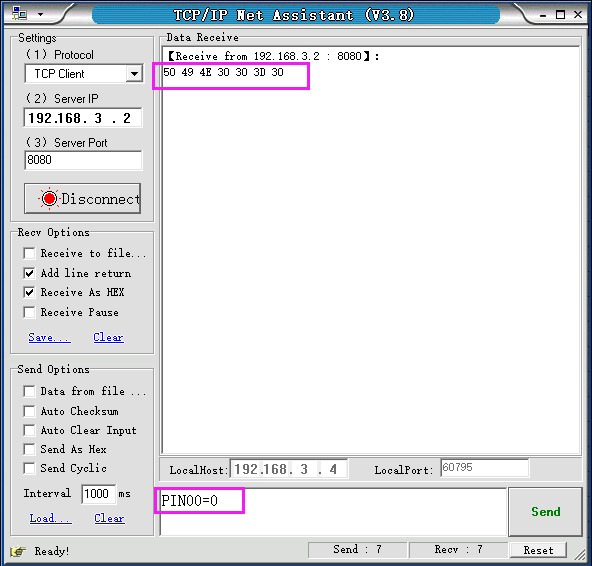 TCP/IP Net Assistant (V3.8)
Settings
(1) Protocol
TCP Client
(2) Server IP
192.168. 3 . 2
(3) Server Port
8080
Disconnect
Recv Options
Receive to file...
Add line return
Receive As HEX
Receive Pause
Save...
Clear
Send Options
Data from file ...
Auto Checksum
Auto Clear Input
Send As Hex
Send Cyclic
Interval 1000 ms
Load...
Clear
Data Receive
【Receive from 192.168.3.2 : 8080】:
50 49 4E 30 30 3D 30
LocalHost: 192.168. 3 . 4
LocalPort: 60795
PIN00=0
Send
Ready!
Send : 7
Recv : 7
Reset